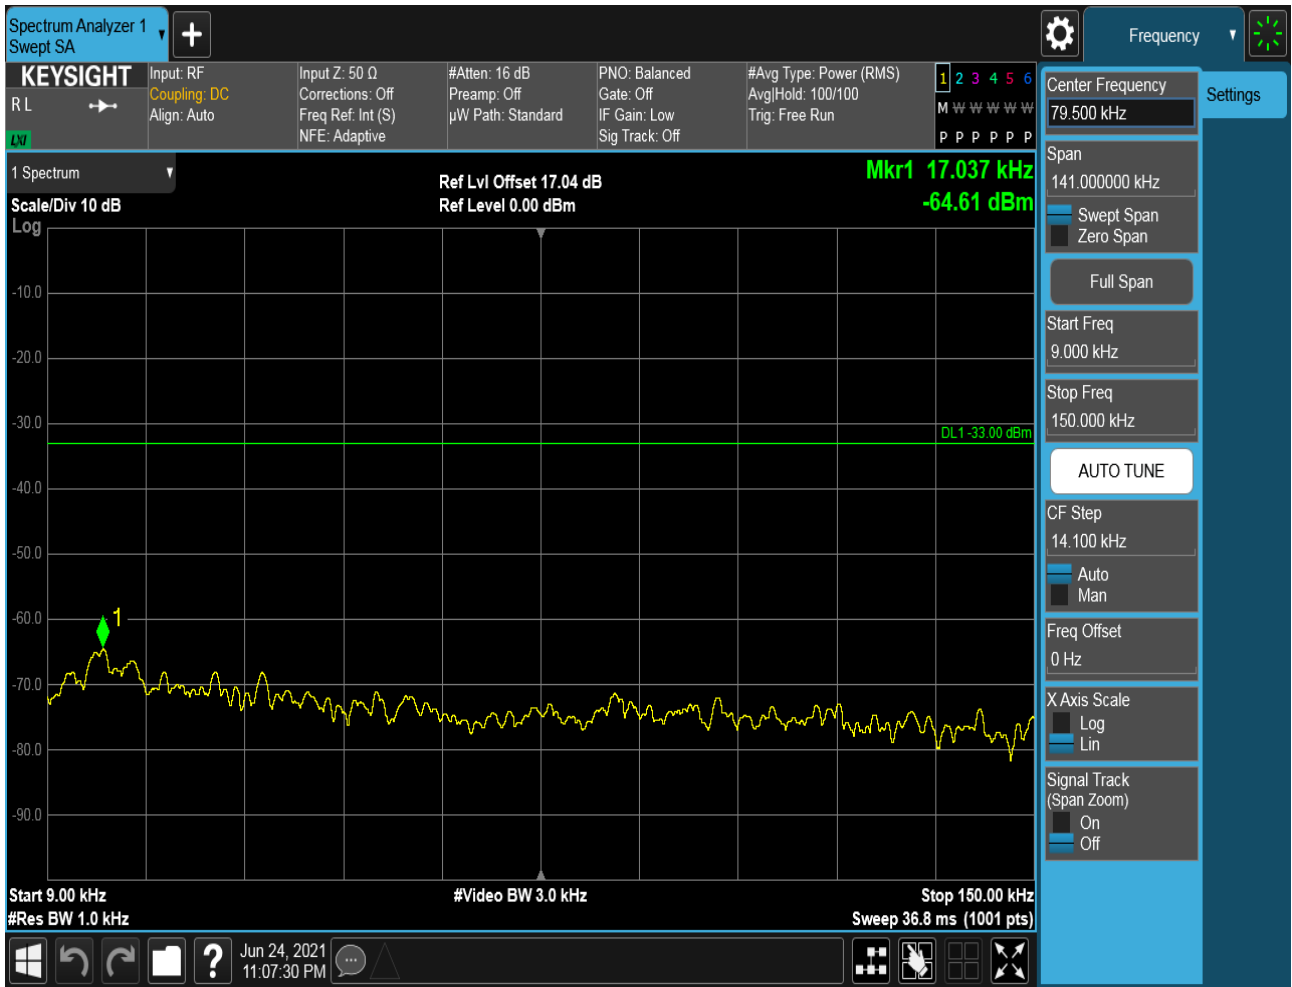 Spectrum Analyzer 1
Swept SA
Frequency
KEYSIGHT
R L
LXI
Input: RF
Coupling: DC
Align: Auto
Input Z: 50 Ω
Corrections: Off
Freq Ref: Int (S)
NFE: Adaptive
#Atten: 16 dB
Preamp: Off
µW Path: Standard
PNO: Balanced
Gate: Off
IF Gain: Low
Sig Track: Off
#Avg Type: Power (RMS)
Avg|Hold: 100/100
Trig: Free Run
1 2 3 4 5 6
M W W W W W
P P P P P P
1 Spectrum
Scale/Div 10 dB
Log
Ref Lvl Offset 17.04 dB
Ref Level 0.00 dBm
Mkr1 17.037 kHz
-64.61 dBm
-10.0
-20.0
-30.0
DL1 -33.00 dBm
-40.0
-50.0
-60.0
1
-70.0
-80.0
-90.0
Start 9.00 kHz
#Video BW 3.0 kHz
Stop 150.00 kHz
#Res BW 1.0 kHz
Sweep 36.8 ms (1001 pts)
?
Jun 24, 2021
11:07:30 PM
Center Frequency
79.500 kHz
Settings
Span
141.000000 kHz
Swept Span
Zero Span
Full Span
Start Freq
9.000 kHz
Stop Freq
150.000 kHz
AUTO TUNE
CF Step
14.100 kHz
Auto
Man
Freq Offset
0 Hz
X Axis Scale
Log
Lin
Signal Track
(Span Zoom)
On
Off